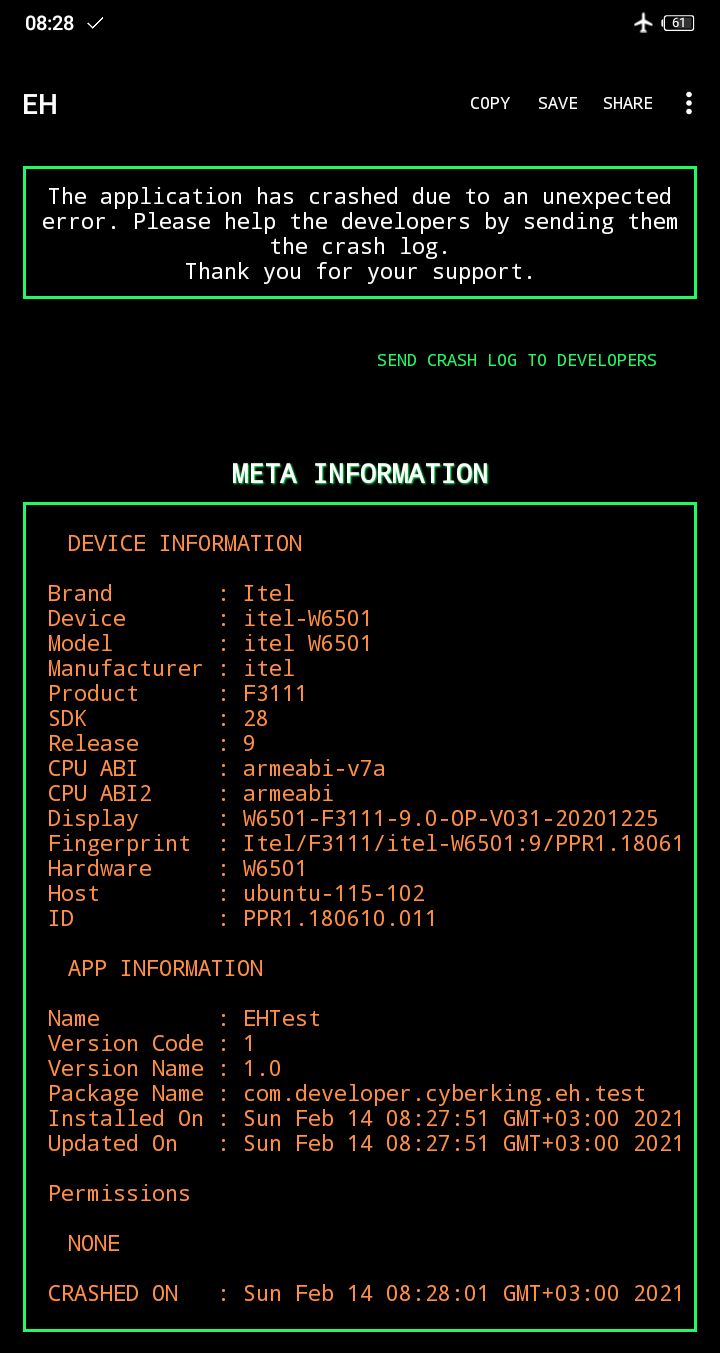 08:28
61
EH
COPY SAVE SHARE
The application has crashed due to an unexpected
error. Please help the developers by sending them
the crash log.
Thank you for your support.
SEND CRASH LOG TO DEVELOPERS
META INFORMATION
DEVICE INFORMATION
Brand : Itel
Device : itel-W6501
Model : itel W6501
Manufacturer : itel
Product : F3111
SDK : 28
Release : 9
CPU ABI : armeabi-v7a
CPU ABI2 : armeabi
Display : W6501-F3111-9.0-OP-V031-20201225
Fingerprint : Itel/F3111/itel-W6501:9/PPR1.18061
Hardware : W6501
Host : ubuntu-115-102
ID : PPR1.180610.011
APP INFORMATION
Name : EHTest
Version Code : 1
Version Name : 1.0
Package Name : com.developer.cyberking.eh.test
Installed On : Sun Feb 14 08:27:51 GMT+03:00 2021
Updated On : Sun Feb 14 08:27:51 GMT+03:00 2021
Permissions
NONE
CRASHED ON : Sun Feb 14 08:28:01 GMT+03:00 2021